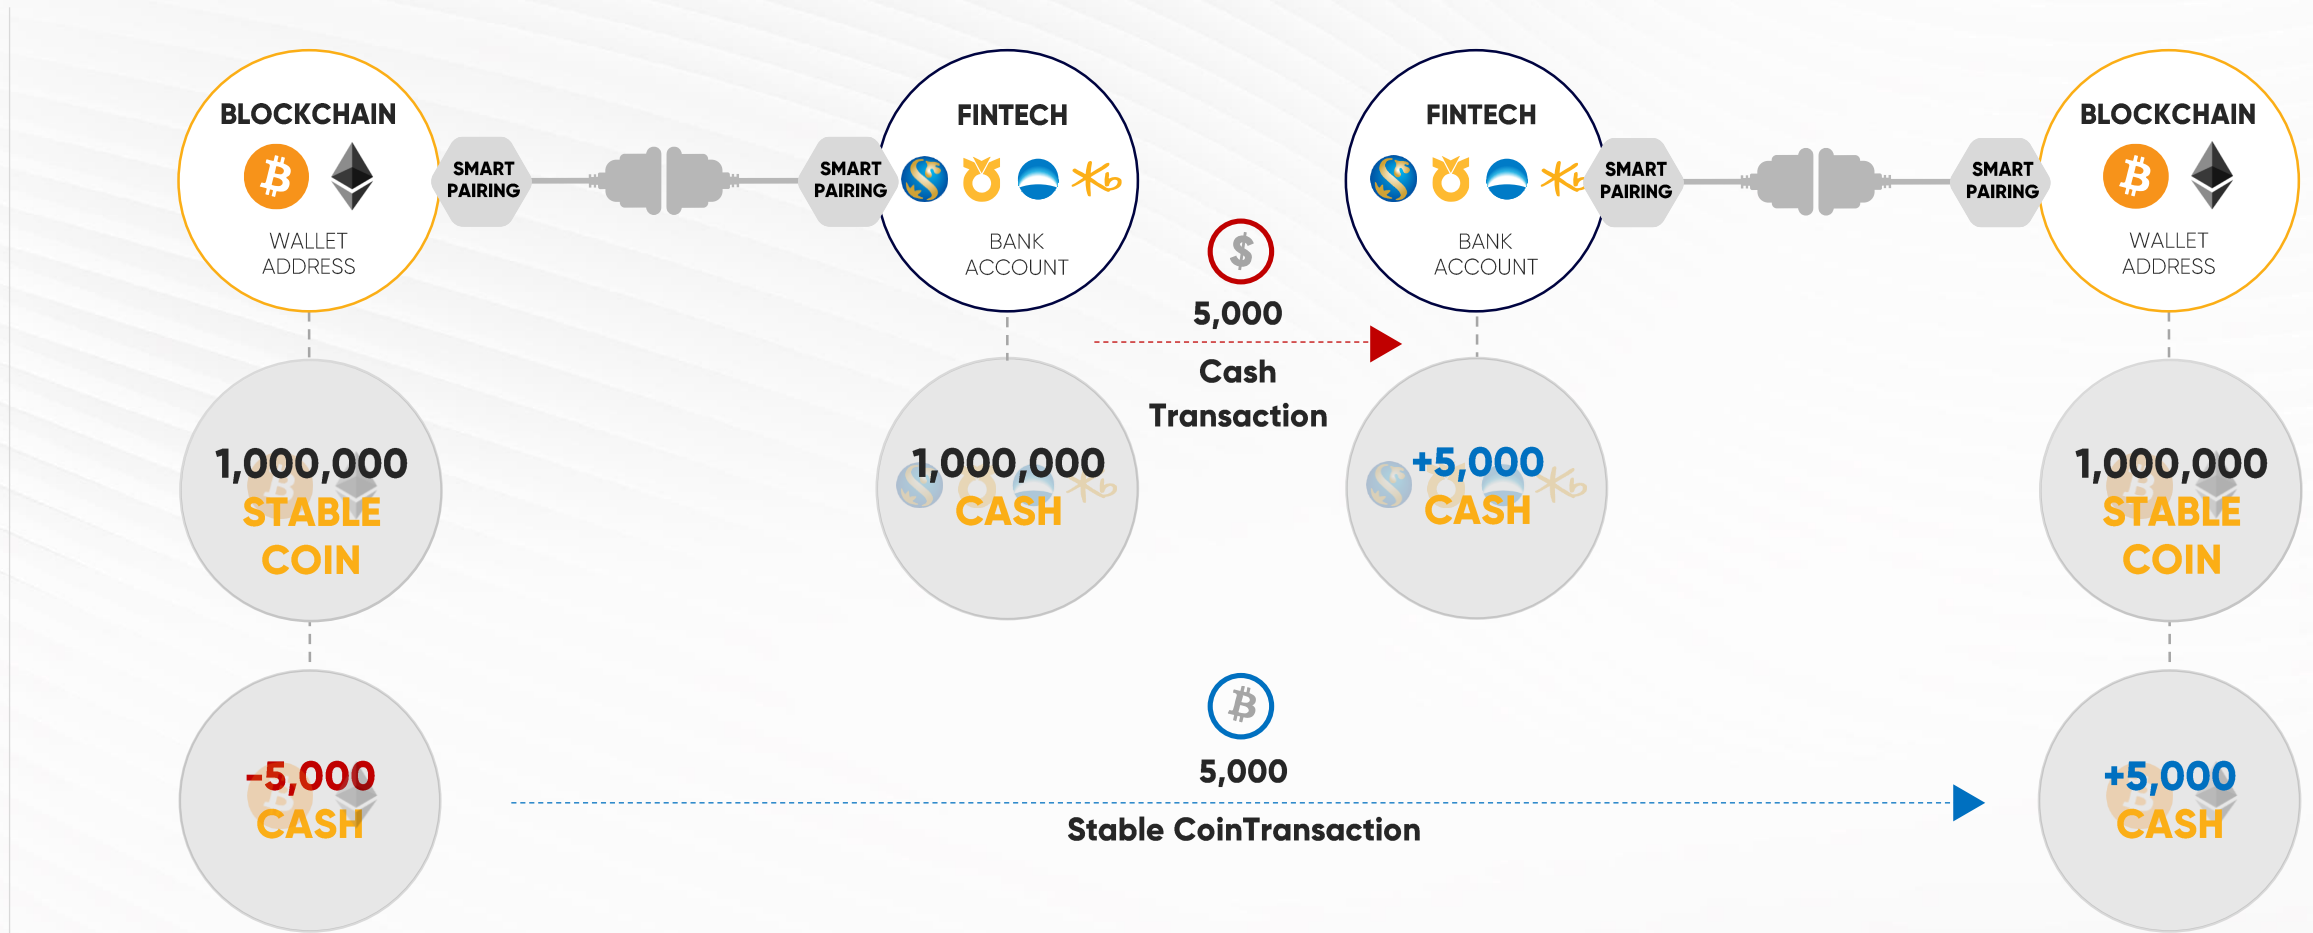 BLOCKCHAIN
WALLET
ADDRESS
SMART
PAIRING
SMART
PAIRING
FINTECH
BANK
ACCOUNT
$
5,000
Cash
Transaction
FINTECH
BANK
ACCOUNT
SMART
PAIRING
SMART
PAIRING
BLOCKCHAIN
WALLET
ADDRESS
1,000,000
STABLE
COIN
1,000,000
CASH
+5,000
CASH
1,000,000
STABLE
COIN
-5,000
CASH
5,000
Stable CoinTransaction
+5,000
CASH